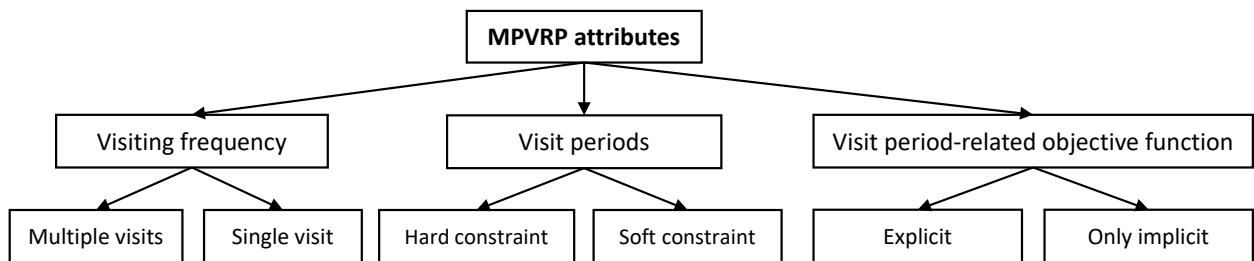 MPVRP attributes
Visiting frequency
Visit periods
Visit period-related objective function
Multiple visits
Single visit
Hard constraint
Soft constraint
Explicit
Only implicit